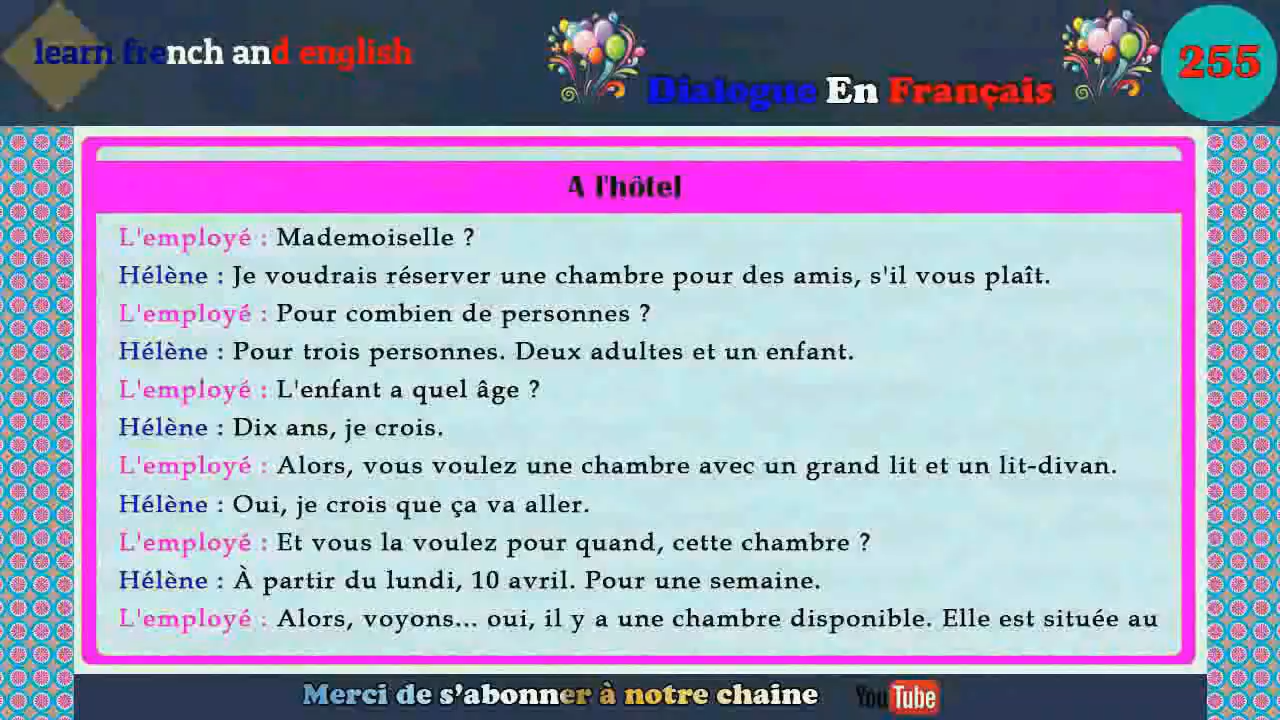 learn french and english
Dialogue En Français
255
A l'hôtel
L'employé : Mademoiselle ?
Hélène : Je voudrais réserver une chambre pour des amis, s'il vous plaît.
L'employé : Pour combien de personnes ?
Hélène : Pour trois personnes. Deux adultes et un enfant.
L'employé : L'enfant a quel âge ?
Hélène : Dix ans, je crois.
L'employé : Alors, vous voulez une chambre avec un grand lit et un lit-divan.
Hélène : Oui, je crois que ça va aller.
L'employé : Et vous la voulez pour quand, cette chambre ?
Hélène : À partir du lundi, 10 avril. Pour une semaine.
L'employé : Alors, voyons... oui, il y a une chambre disponible. Elle est située au
Merci de s'abonner à notre chaine YouTube